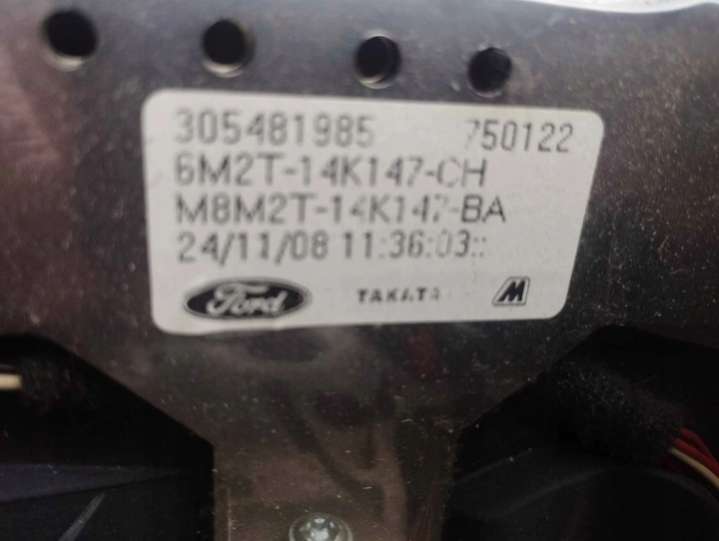 305481985 750122
6M2T-14K147-CH
M8M2T-14K147-BA
24/11/08 11:36:03::
Ford TAKATA M